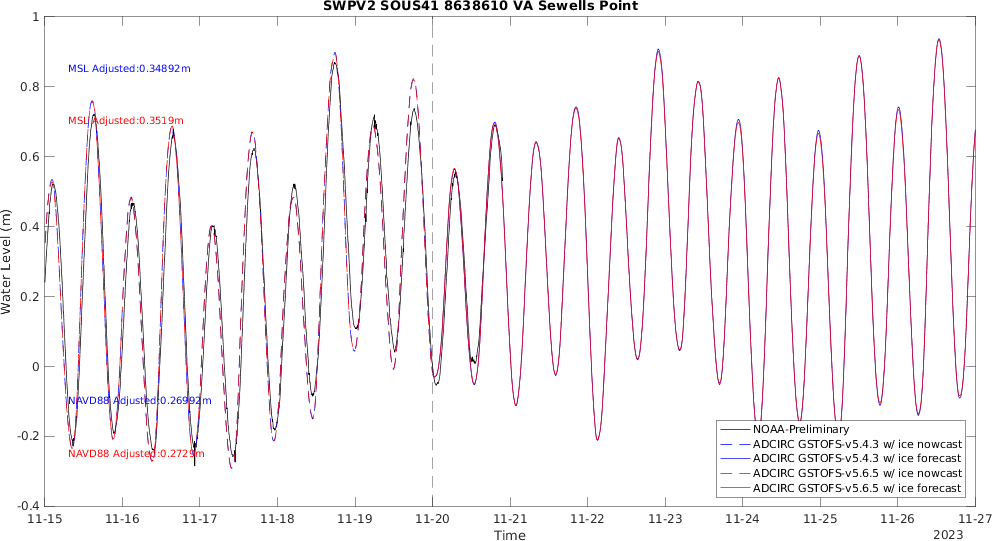 SWPV2 SOUS41 8638610 VA Sewells Point
1
0.8
0.6
0.4
0.2
0
-0.2
-0.4
Water Level (m)
MSL Adjusted:0.34892m
MSL Adjusted:0.3519m
NAVD88 Adjusted:0.26992m
NAVD88 Adjusted:0.2729m
NOAA-Preliminary
ADCIRC GSTOFS-v5.4.3 w/ ice nowcast
ADCIRC GSTOFS-v5.4.3 w/ ice forecast
ADCIRC GSTOFS-v5.6.5 w/ ice nowcast
ADCIRC GSTOFS-v5.6.5 w/ ice forecast
11-15 11-16 11-17 11-18 11-19 11-20 11-21 11-22 11-23 11-24 11-25 11-26 11-27
Time
2023